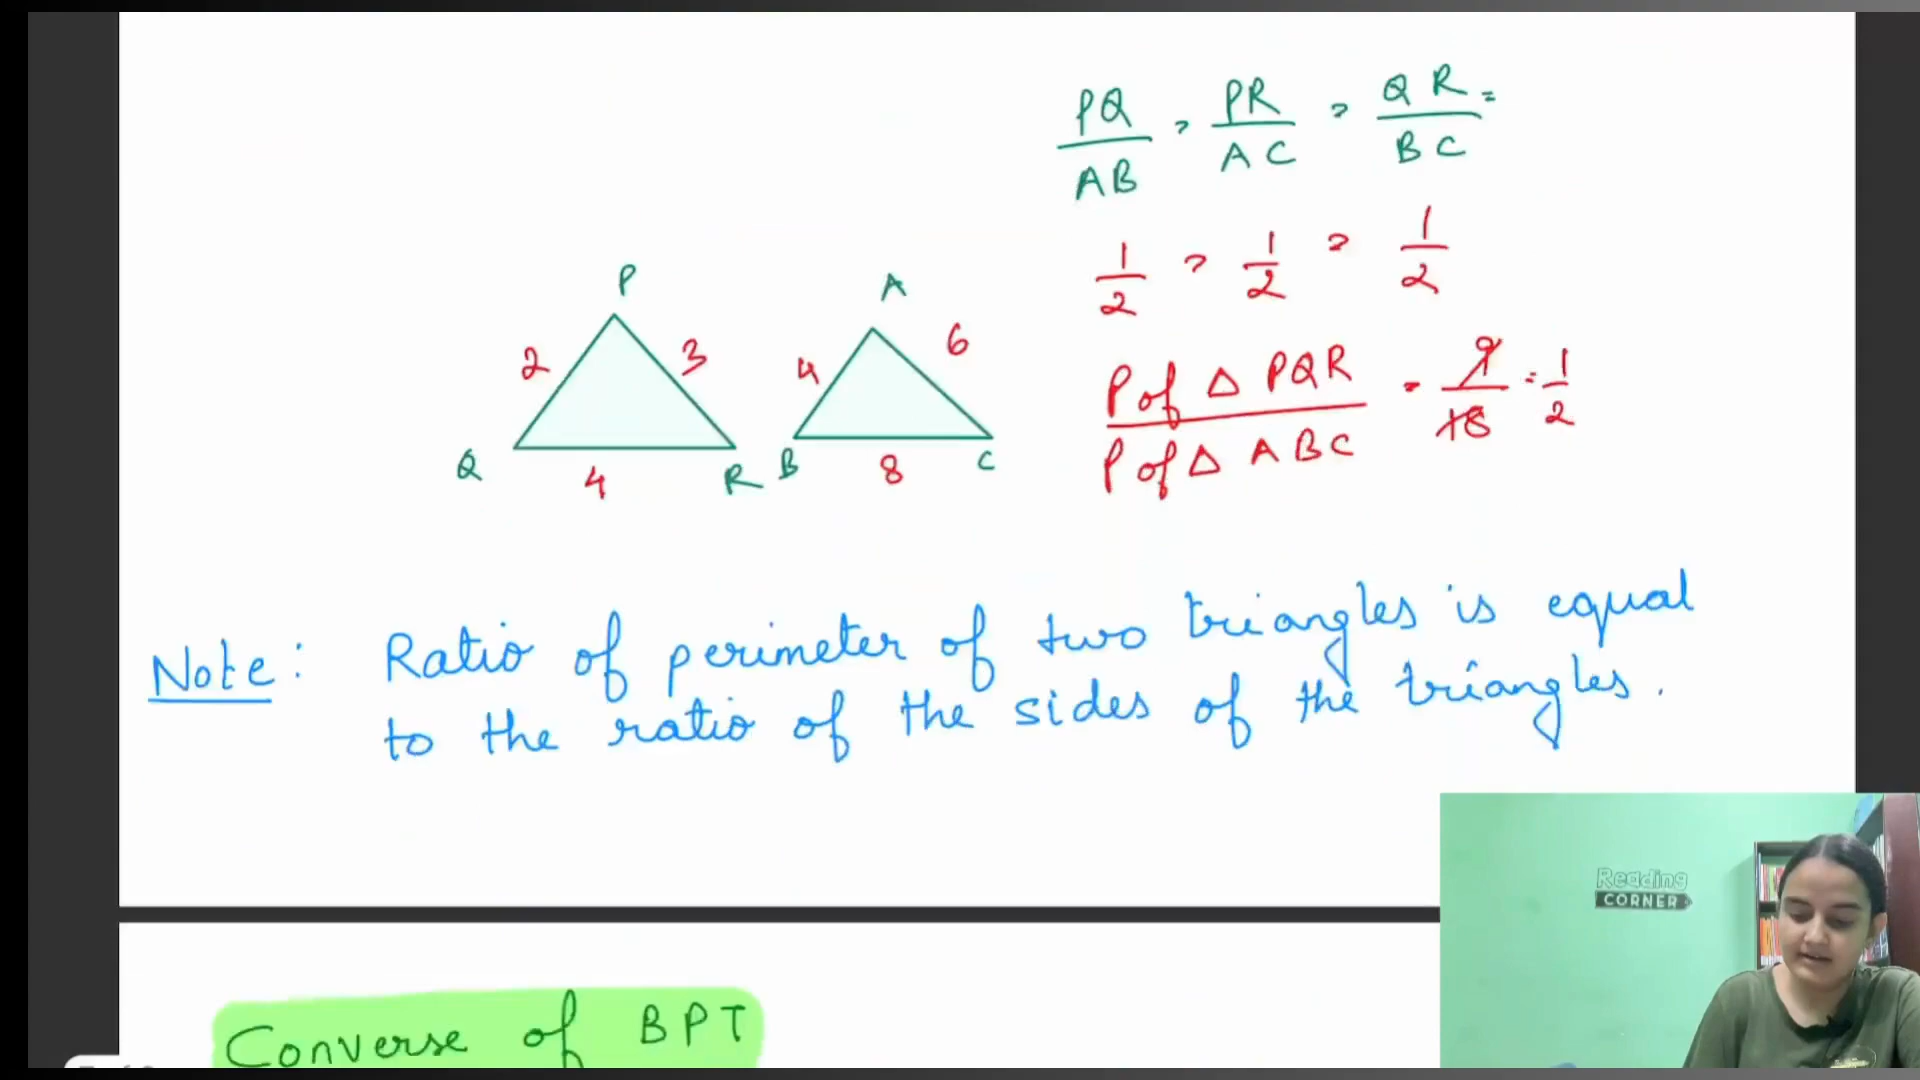 PQ/AB = PR/AC = QR/BC =
1/2 = 1/2 = 1/2
P of Δ PQR / P of Δ ABC = 9/18 = 1/2
P
2 3
Q 4 R
A
4 6
B 8 C
Note: Ratio of perimeter of two triangles is equal
to the ratio of the sides of the triangles.
Reading
CORNER
Converse of BPT